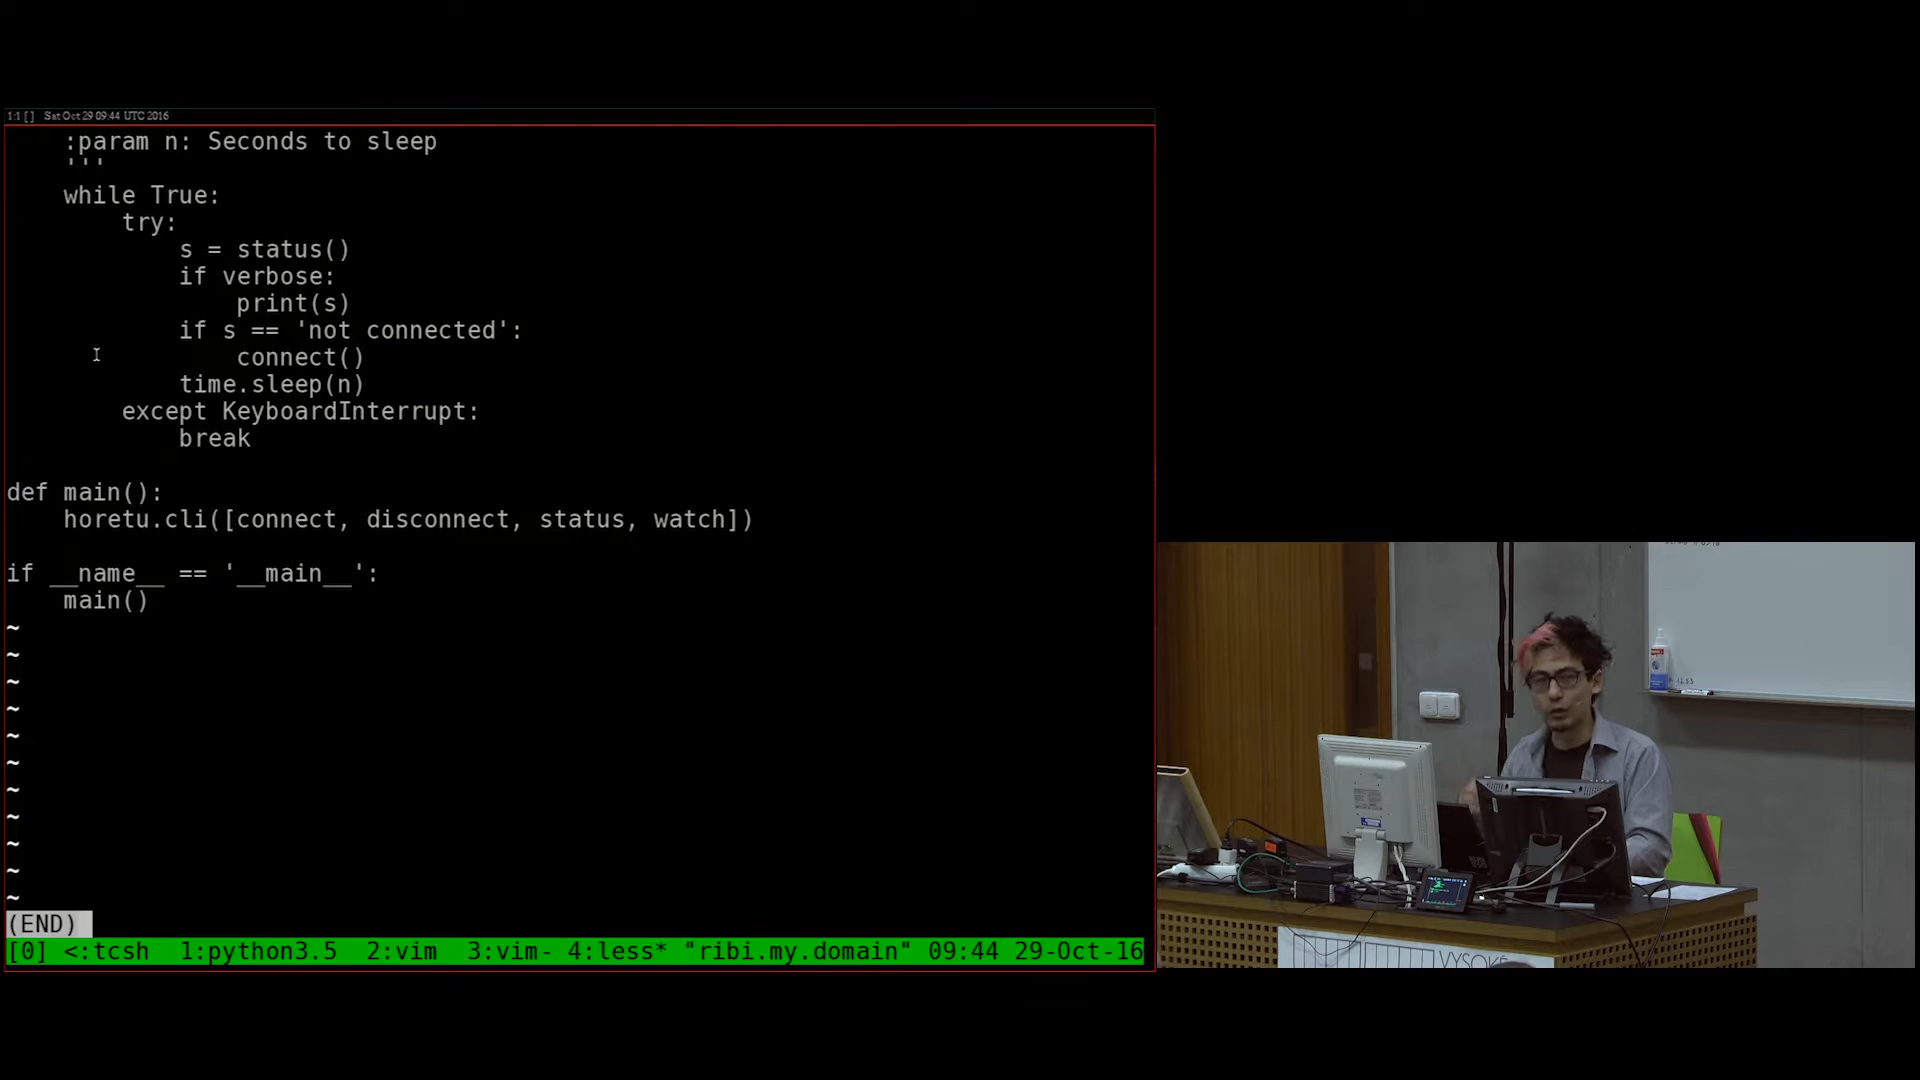 1:1 [ ] Sat Oct 29 09:44 UTC 2016
    :param n: Seconds to sleep
    '''
    while True:
        try:
            s = status()
            if verbose:
                print(s)
            if s == 'not connected':
                connect()
            time.sleep(n)
        except KeyboardInterrupt:
            break
def main():
    horetu.cli([connect, disconnect, status, watch])
if __name__ == '__main__':
    main()
~
~
~
~
~
~
~
~
~
~
~
(END)
[0] <:tcsh  1:python3.5  2:vim  3:vim- 4:less* "ribi.my.domain" 09:44 29-Oct-16
VYSOKÉ